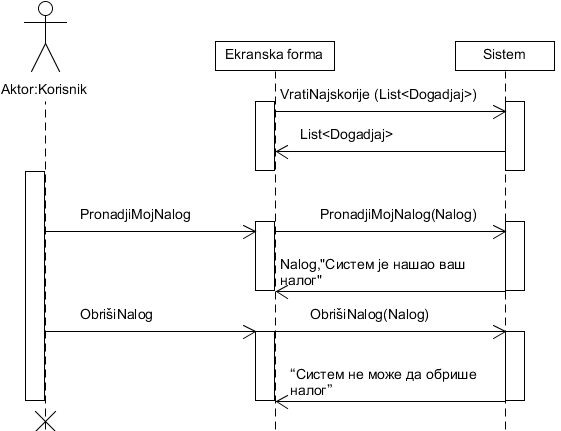 Ekranska forma
Sistem
Aktor:Korisnik
VratiNajskorije (List<Dogadjaj>)
List<Dogadjaj>
PronadjiMojNalog
PronadjiMojNalog(Nalog)
Nalog,"Систем је нашао ваш
налог"
ObrišiNalog
ObrišiNalog(Nalog)
“Систем не може да обрише
налог”